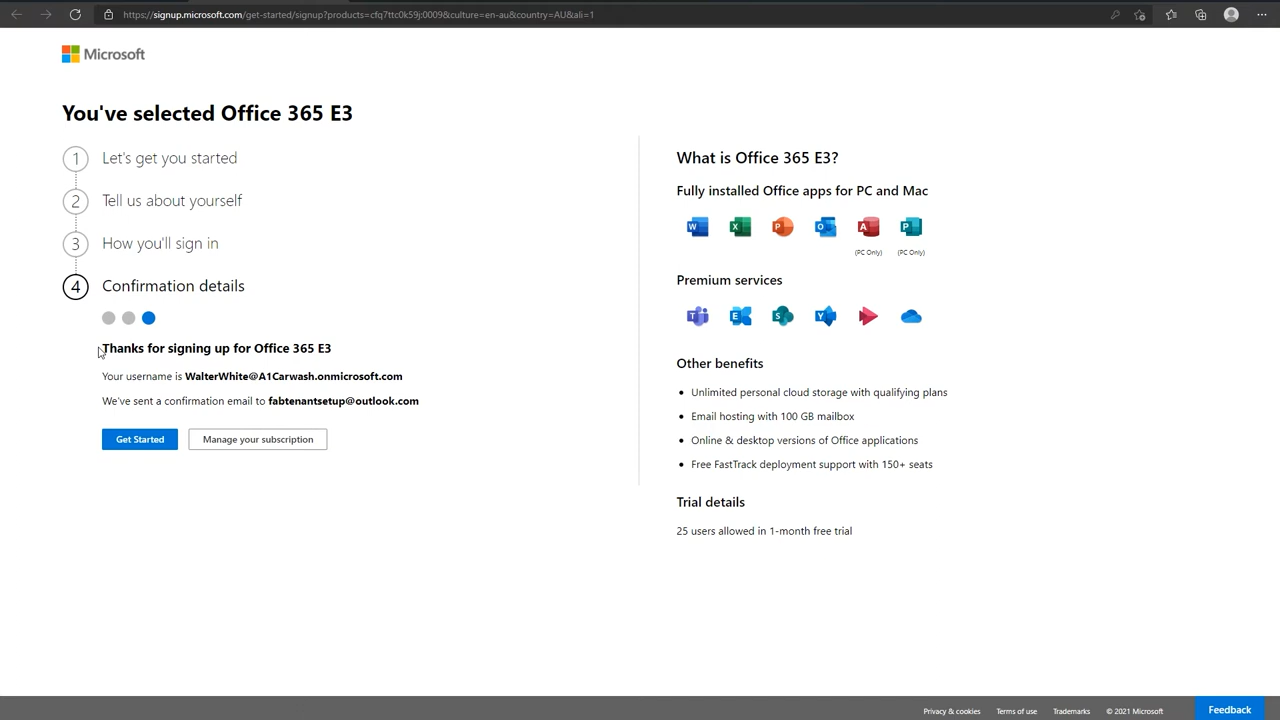 https://signup.microsoft.com/get-started/signup?products=cfq7ttc0k59j:0009&culture=en-au&country=AU&ali=1
Microsoft
You've selected Office 365 E3
1 Let's get you started
2 Tell us about yourself
3 How you'll sign in
4 Confirmation details
Thanks for signing up for Office 365 E3
Your username is WalterWhite@A1Carwash.onmicrosoft.com
We've sent a confirmation email to fabtenantsetup@outlook.com
Get Started
Manage your subscription
What is Office 365 E3?
Fully installed Office apps for PC and Mac
W X P O A P
(PC Only) (PC Only)
Premium services
T E S Y
Other benefits
• Unlimited personal cloud storage with qualifying plans
• Email hosting with 100 GB mailbox
• Online & desktop versions of Office applications
• Free FastTrack deployment support with 150+ seats
Trial details
25 users allowed in 1-month free trial
Privacy & cookies Terms of use Trademarks © 2021 Microsoft
Feedback